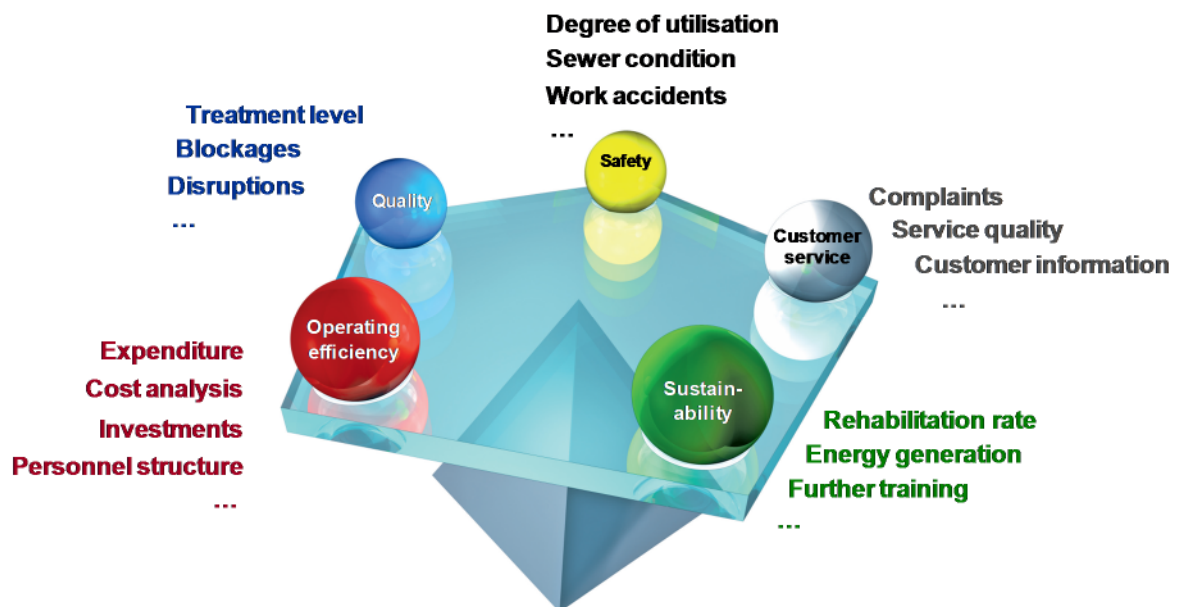 Degree of utilisation
Sewer condition
Work accidents
...
Safety
Treatment level
Blockages
Disruptions
...
Quality
Complaints
Service quality
Customer information
...
Customer
service
Operating
efficiency
Expenditure
Cost analysis
Investments
Personnel structure
...
Sustain-
ability
Rehabilitation rate
Energy generation
Further training
...